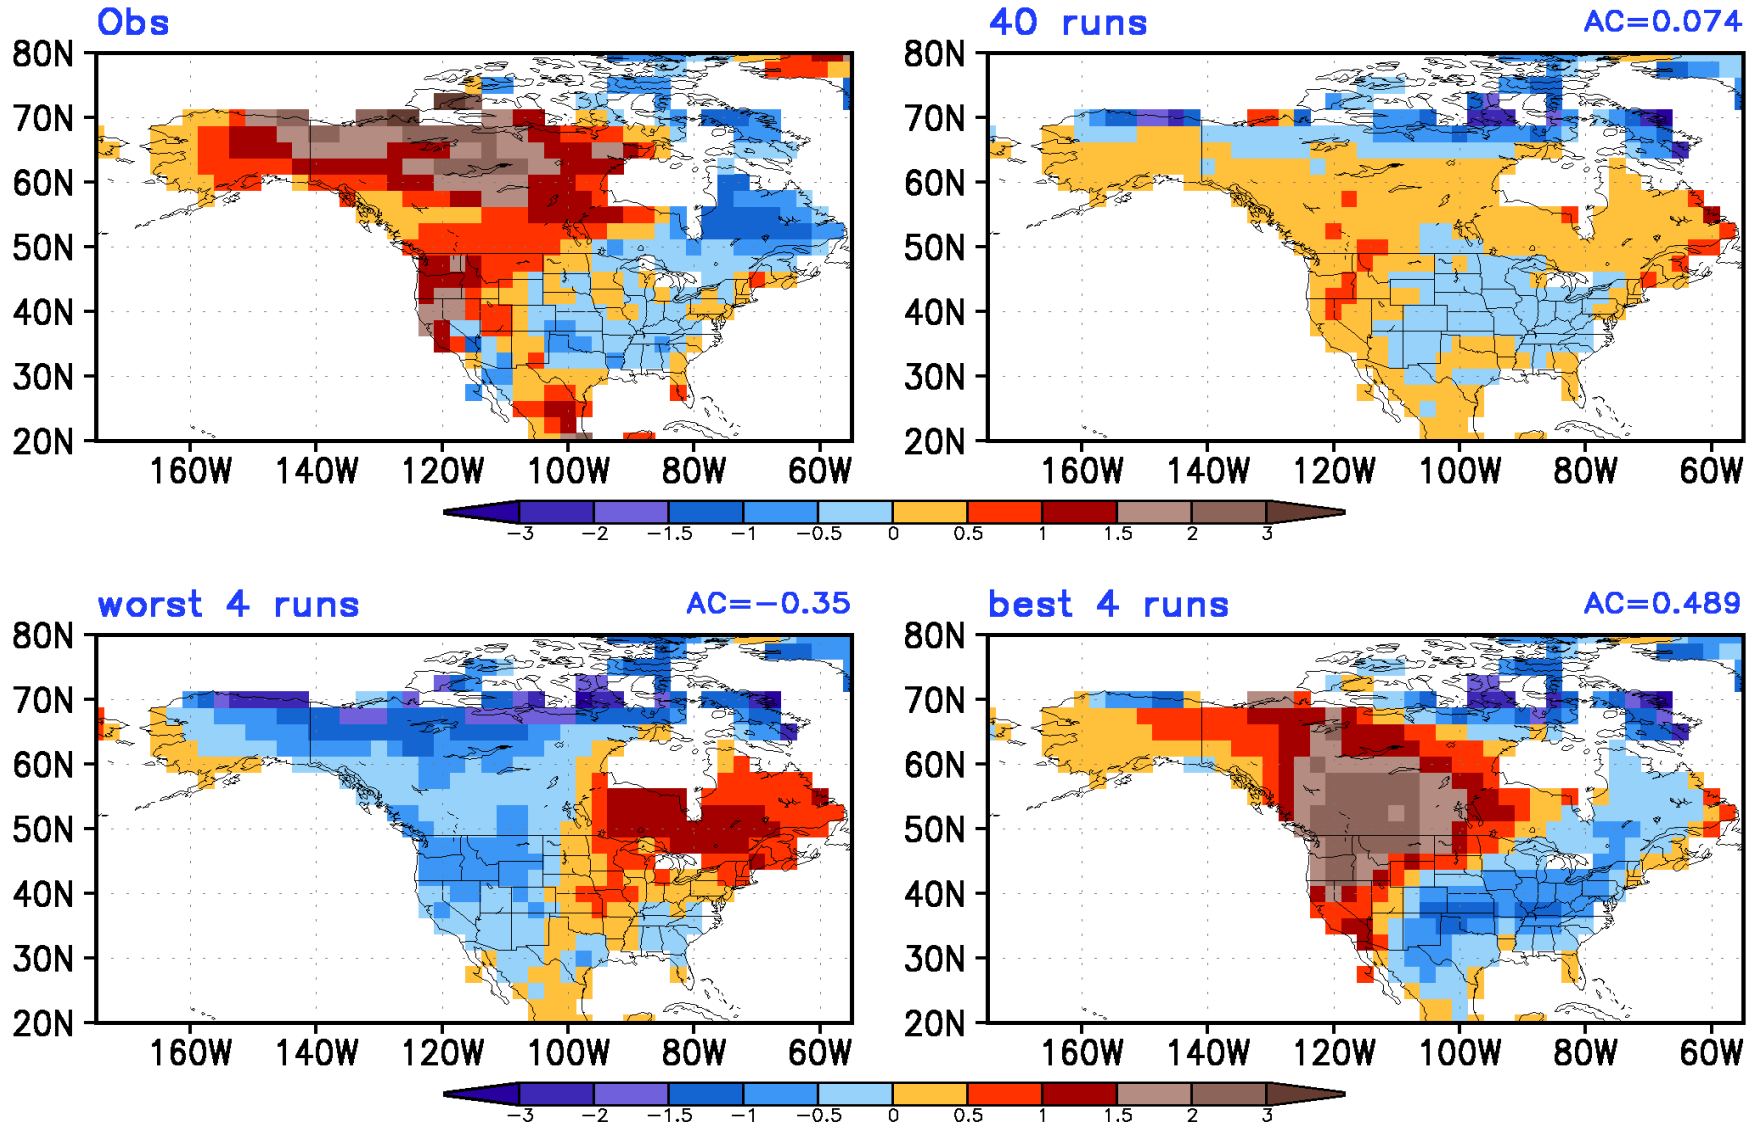 Obs
40 runs AC=0.074
80N 80N
70N 70N
60N 60N
50N 50N
40N 40N
30N 30N
20N 20N
160W 140W 120W 100W 80W 60W 160W 140W 120W 100W 80W 60W
−3 −2 −1.5 −1 −0.5 0 0.5 1 1.5 2 3
worst 4 runs AC=−0.35
best 4 runs AC=0.489
80N 80N
70N 70N
60N 60N
50N 50N
40N 40N
30N 30N
20N 20N
160W 140W 120W 100W 80W 60W 160W 140W 120W 100W 80W 60W
−3 −2 −1.5 −1 −0.5 0 0.5 1 1.5 2 3